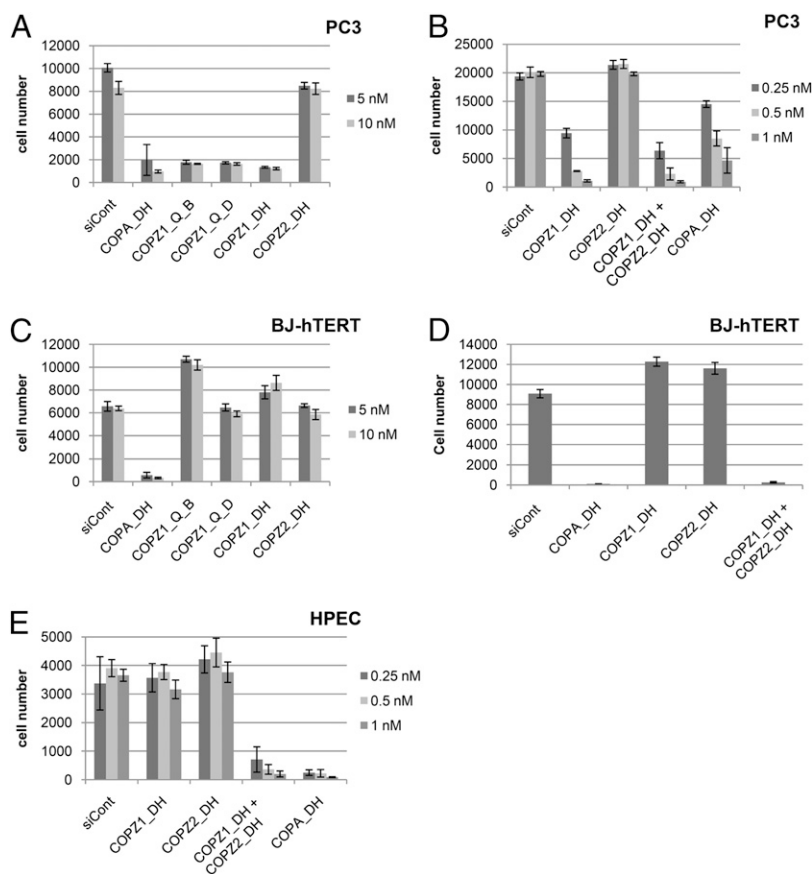 A
PC3
12000
10000
8000
6000
4000
2000
0
cell number
siCont
COPA_DH
COPZ1_Q_B
COPZ1_Q_D
COPZ1_DH
COPZ2_DH
5 nM
10 nM
B
PC3
25000
20000
15000
10000
5000
0
cell number
siCont
COPZ1_DH
COPZ2_DH
COPZ1_DH +
COPZ2_DH
COPA_DH
0.25 nM
0.5 nM
1 nM
C
BJ-hTERT
12000
10000
8000
6000
4000
2000
0
cell number
siCont
COPA_DH
COPZ1_Q_B
COPZ1_Q_D
COPZ1_DH
COPZ2_DH
5 nM
10 nM
D
BJ-hTERT
14000
12000
10000
8000
6000
4000
2000
0
Cell number
siCont
COPA_DH
COPZ1_DH
COPZ2_DH
COPZ1_DH +
COPZ2_DH
E
HPEC
5000
4000
3000
2000
1000
0
cell number
siCont
COPZ1_DH
COPZ2_DH
COPZ1_DH +
COPZ2_DH
COPA_DH
0.25 nM
0.5 nM
1 nM